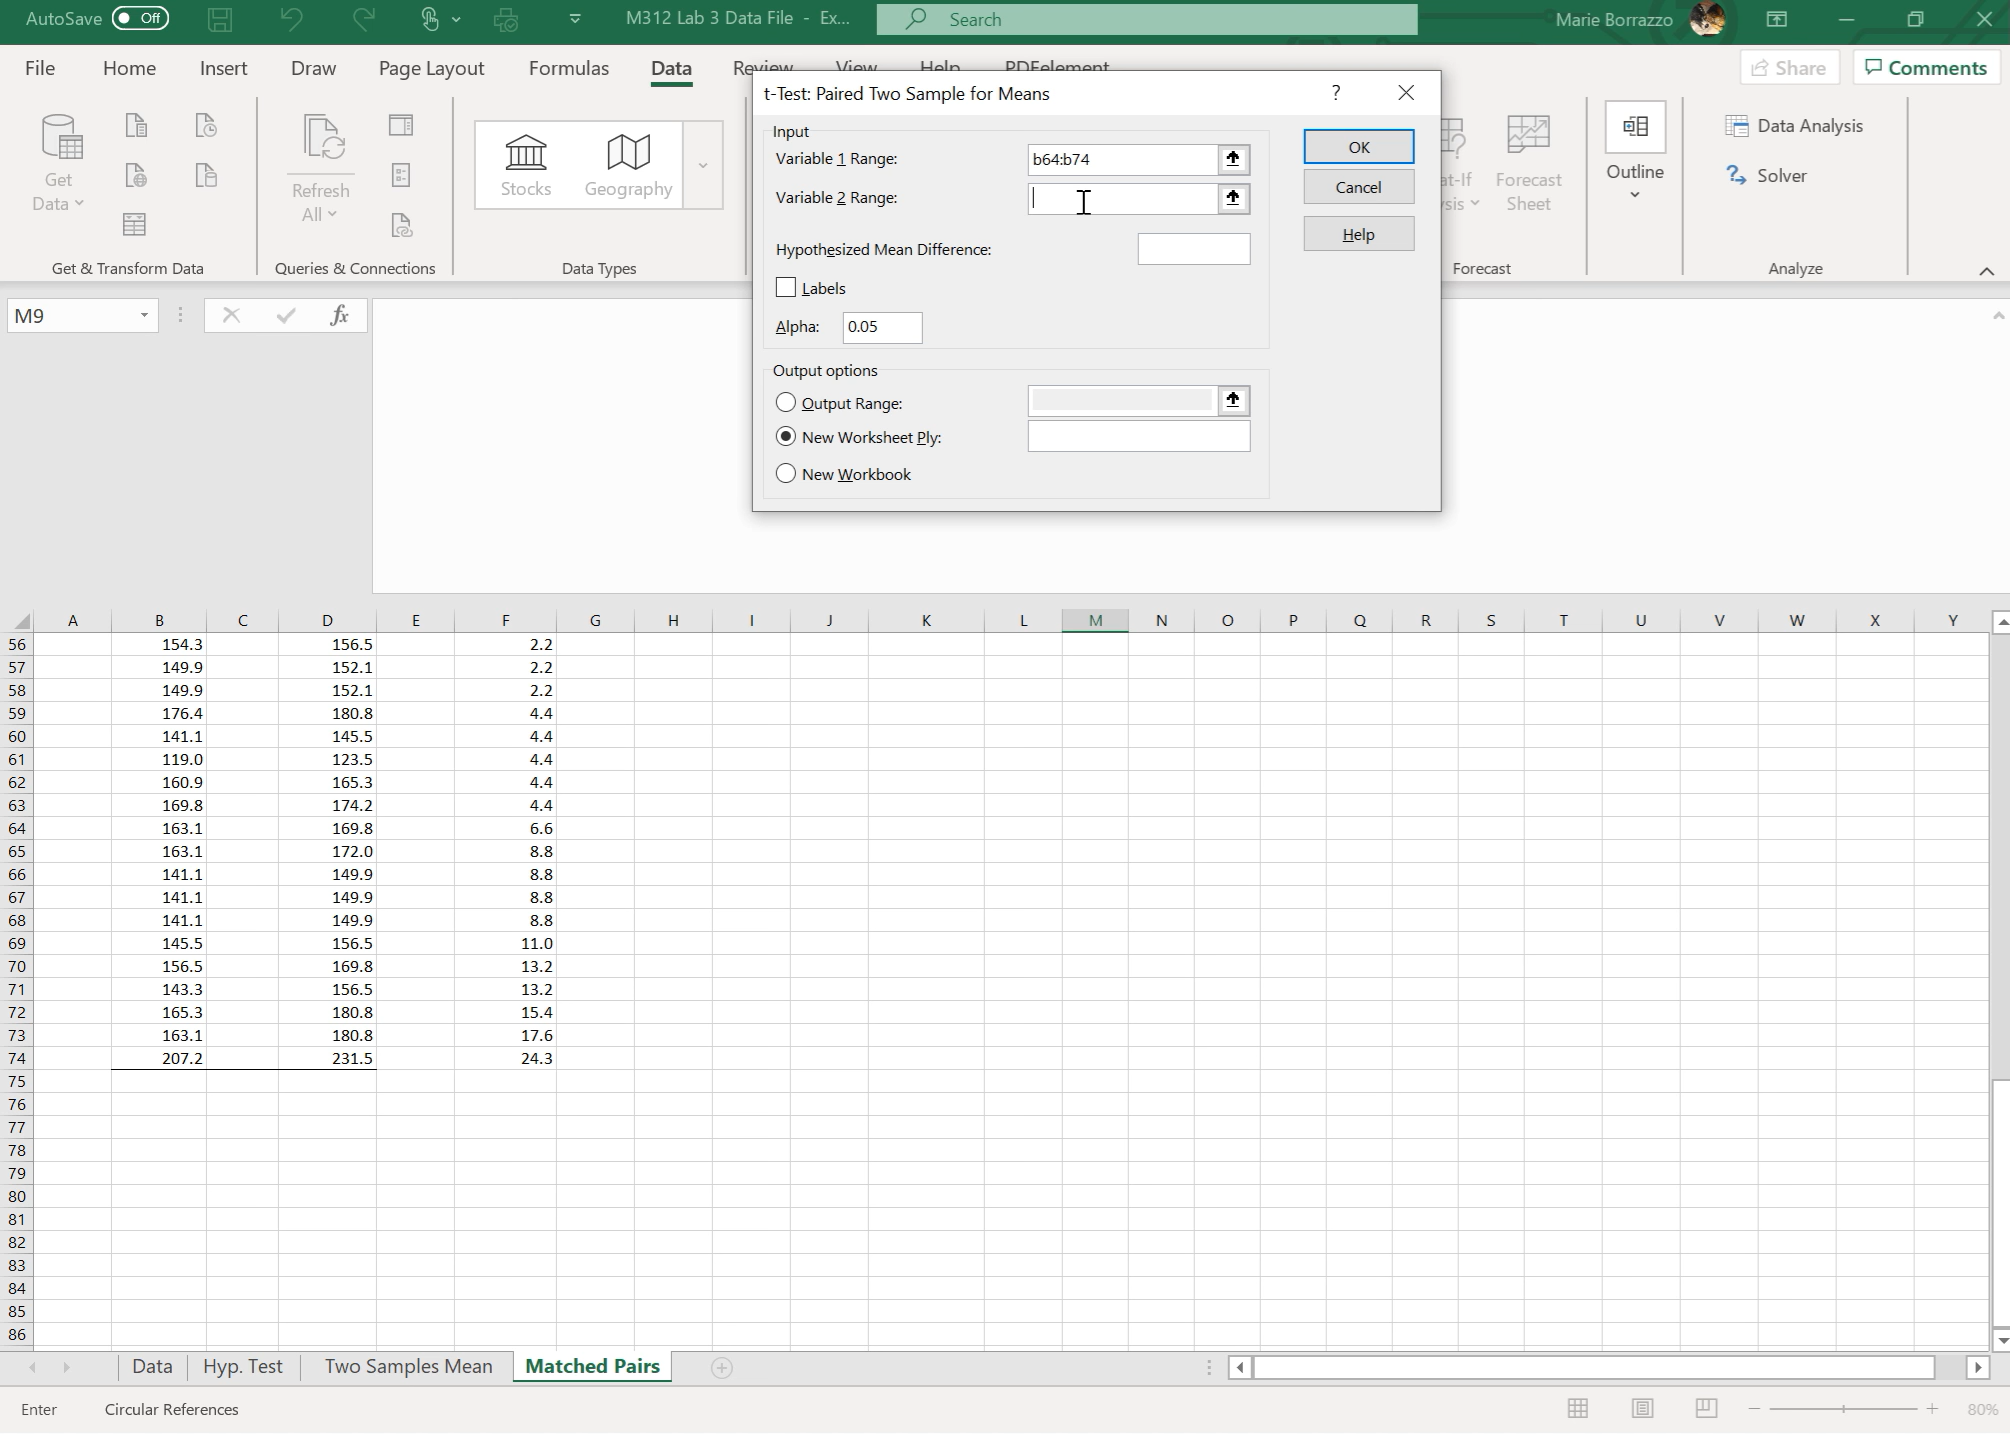 AutoSave Off M312 Lab 3 Data File - Ex... Search Marie Borrazzo
File Home Insert Draw Page Layout Formulas Data Review View Help PDFelement Share Comments
t-Test: Paired Two Sample for Means ?
Input
Variable 1 Range: b64:b74 OK
Variable 2 Range: Cancel
Hypothesized Mean Difference: Help
Labels
Alpha: 0.05
Output options
Output Range:
New Worksheet Ply:
New Workbook
Get
Data
Refresh
All
Stocks Geography
Forecast
Sheet
Outline
Data Analysis
Solver
Get & Transform Data Queries & Connections Data Types Forecast Analyze
M9 fx
A B C D E F G H I J K L M N O P Q R S T U V W X Y
56 154.3 156.5 2.2
57 149.9 152.1 2.2
58 149.9 152.1 2.2
59 176.4 180.8 4.4
60 141.1 145.5 4.4
61 119.0 123.5 4.4
62 160.9 165.3 4.4
63 169.8 174.2 4.4
64 163.1 169.8 6.6
65 163.1 172.0 8.8
66 141.1 149.9 8.8
67 141.1 149.9 8.8
68 141.1 149.9 8.8
69 145.5 156.5 11.0
70 156.5 169.8 13.2
71 143.3 156.5 13.2
72 165.3 180.8 15.4
73 163.1 180.8 17.6
74 207.2 231.5 24.3
75
76
77
78
79
80
81
82
83
84
85
86
Data Hyp. Test Two Samples Mean Matched Pairs
Enter Circular References 80%